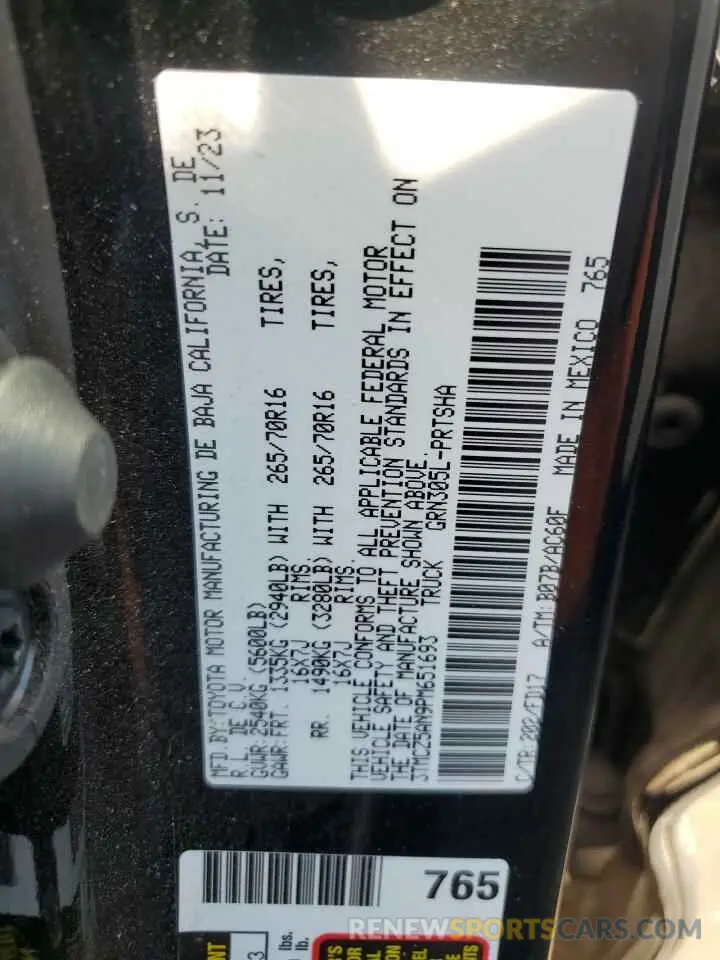 MFD.BY:TOYOTA MOTOR MANUFACTURING DE BAJA CALIFORNIA, S. DE
R. L. DE C.V. DATE: 11/23
GVWR:2540KG (5600LB)
GAWR:FRT. 1335KG (2940LB) WITH 265/70R16 TIRES,
16X7J RIMS,
RR. 1490KG (3280LB) WITH 265/70R16 TIRES,
16X7J RIMS.
THIS VEHICLE CONFORMS TO ALL APPLICABLE FEDERAL MOTOR
VEHICLE SAFETY AND THEFT PREVENTION STANDARDS IN EFFECT ON
THE DATE OF MANUFACTURE SHOWN ABOVE.
3TMCZ5AN9PM651693 TRUCK GRN305L-PRTSHA
C/TR:202/FD17 A/TM:B07B/AC60F MADE IN MEXICO 765
765
lbs.
lb.
RENEWSPORTSCARS.COM